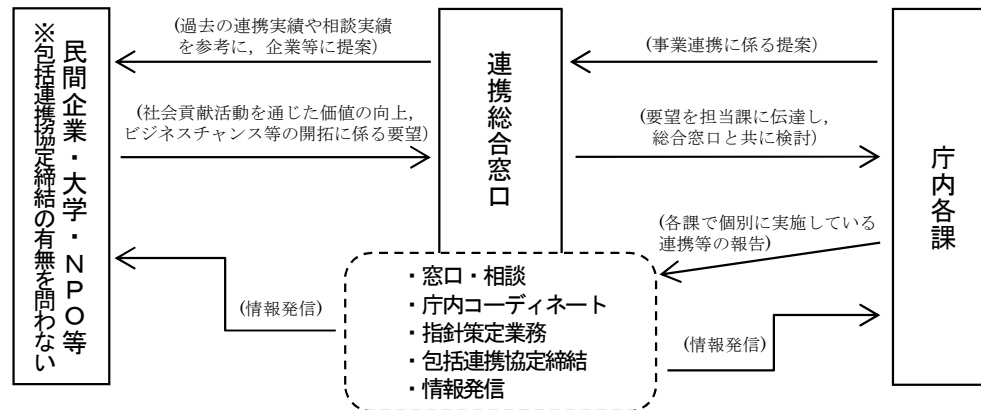 民間企業・大学・ＮＰＯ等
※包括連携協定締結の有無を問わない
(過去の連携実績や相談実績
を参考に，企業等に提案)
(社会貢献活動を通じた価値の向上，
ビジネスチャンス等の開拓に係る要望)
(情報発信)
連携総合窓口
・窓口・相談
・庁内コーディネート
・指針策定業務
・包括連携協定締結
・情報発信
(事業連携に係る提案)
(要望を担当課に伝達し，
総合窓口と共に検討)
(各課で個別に実施している
連携等の報告)
(情報発信)
庁内各課